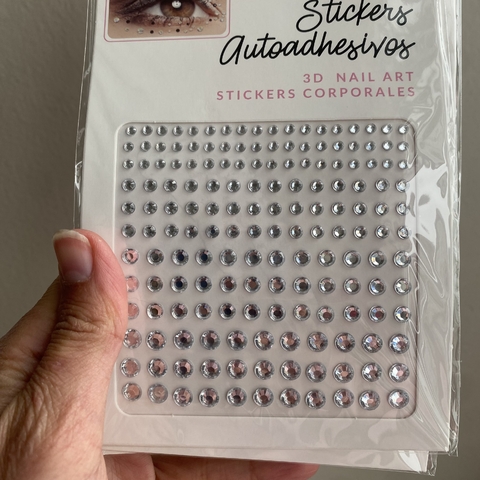 Stickers
Autoadhesivos
3D NAIL ART
STICKERS CORPORALES